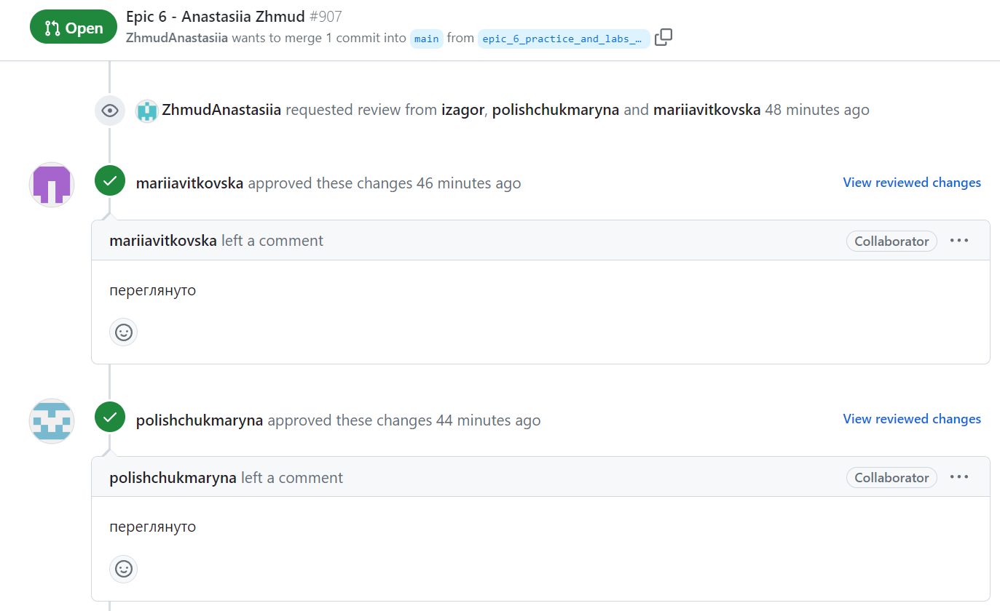 Open
Epic 6 - Anastasiia Zhmud #907
ZhmudAnastasiia wants to merge 1 commit into main from epic_6_practice_and_labs_…
ZhmudAnastasiia requested review from izagor, polishchukmaryna and mariiavitkovska 48 minutes ago
mariiavitkovska approved these changes 46 minutes ago
View reviewed changes
mariiavitkovska left a comment
Collaborator
переглянуто
polishchukmaryna approved these changes 44 minutes ago
View reviewed changes
polishchukmaryna left a comment
Collaborator
переглянуто